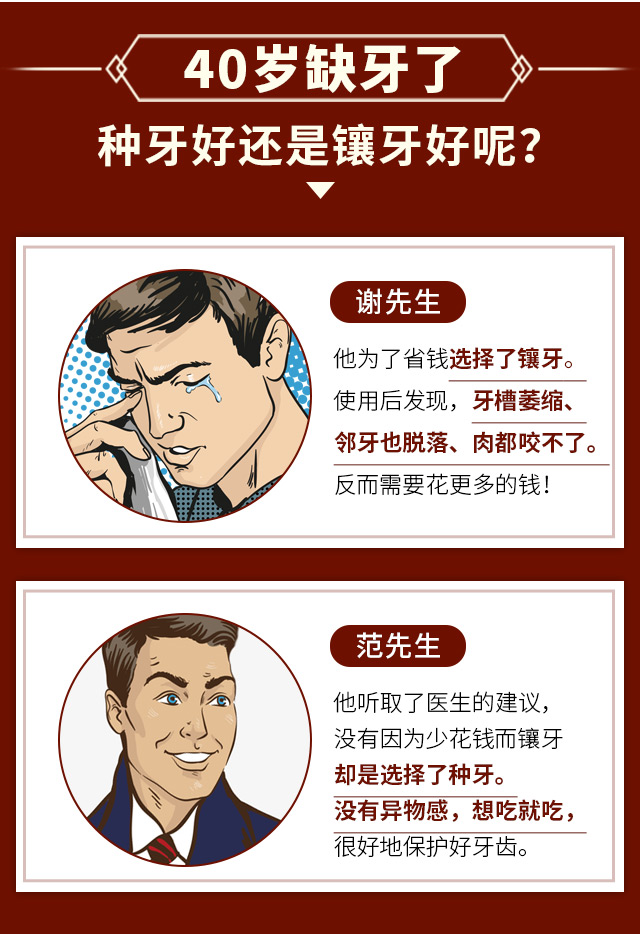 40岁缺牙了
种牙好还是镶牙好呢?
谢先生
他为了省钱选择了镶牙。
使用后发现，牙槽萎缩、
邻牙也脱落、肉都咬不了。
反而需要花更多的钱!
范先生
他听取了医生的建议，
没有因为少花钱而镶牙
却是选择了种牙。
没有异物感，想吃就吃，
很好地保护好牙齿。